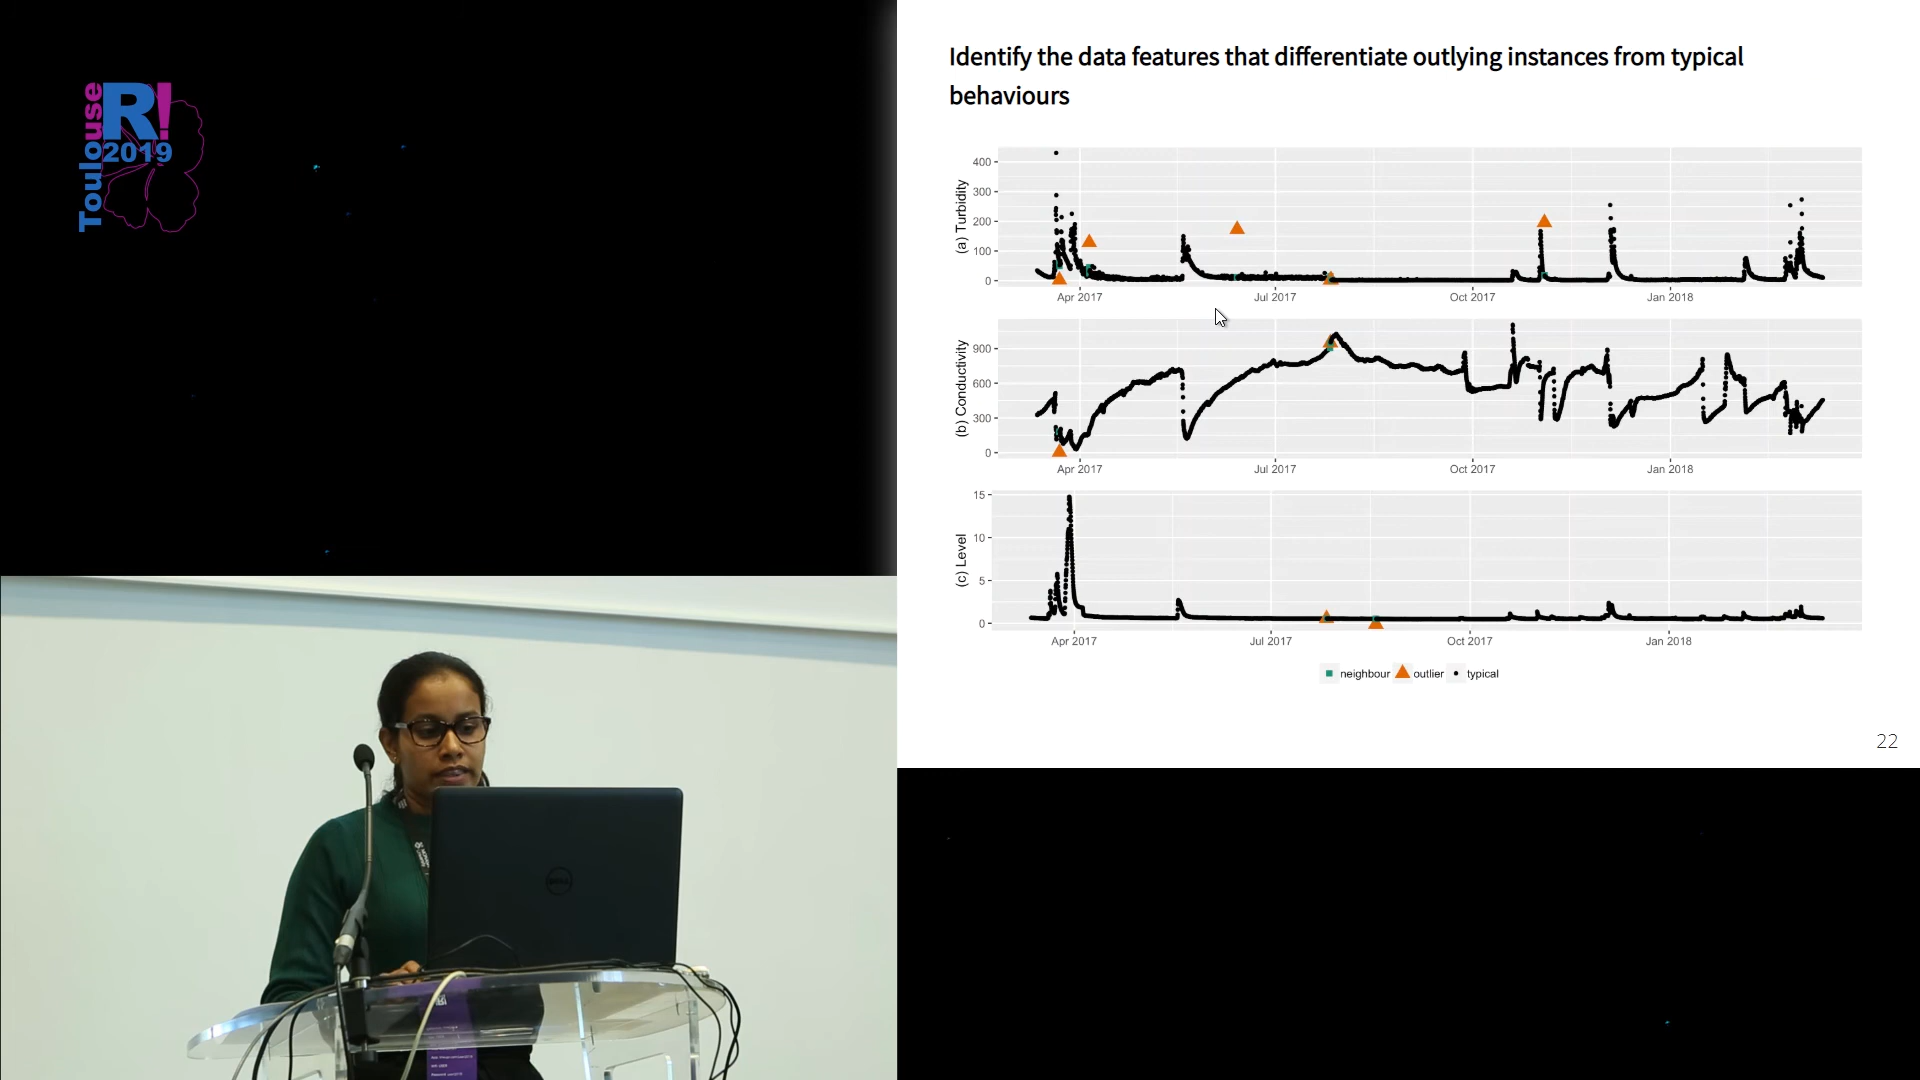 Toulouse
R!
2019
Identify the data features that differentiate outlying instances from typical
behaviours
(a) Turbidity
400
300
200
100
0
Apr 2017 Jul 2017 Oct 2017 Jan 2018
(b) Conductivity
900
600
300
0
Apr 2017 Jul 2017 Oct 2017 Jan 2018
(c) Level
15
10
5
0
Apr 2017 Jul 2017 Oct 2017 Jan 2018
neighbour outlier typical
22
DELL